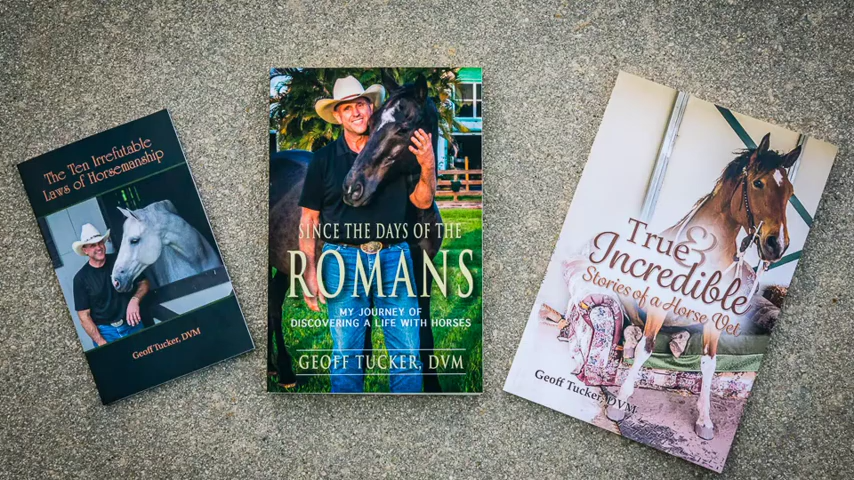 The Ten Irrefutable
Laws of Horsemanship
Geoff Tucker, DVM
SINCE THE DAYS OF THE
ROMANS
MY JOURNEY OF
DISCOVERING A LIFE WITH HORSES
GEOFF TUCKER, DVM
True &
Incredible
Stories of a Horse Vet
Geoff Tucker, DVM